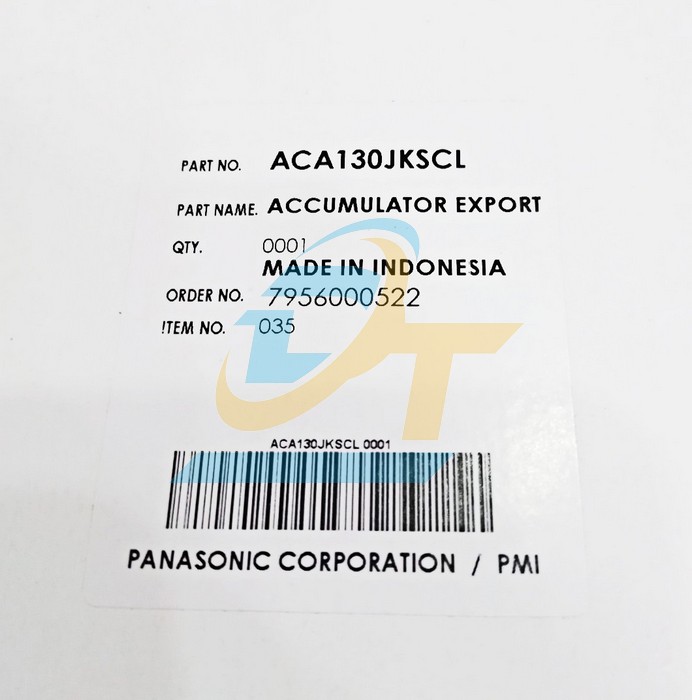 PART NO. ACA130JKSCL
PART NAME. ACCUMULATOR EXPORT
QTY. 0001
MADE IN INDONESIA
ORDER NO. 7956000522
ITEM NO. 035
ACA130JKSCL 0001
PANASONIC CORPORATION / PMI